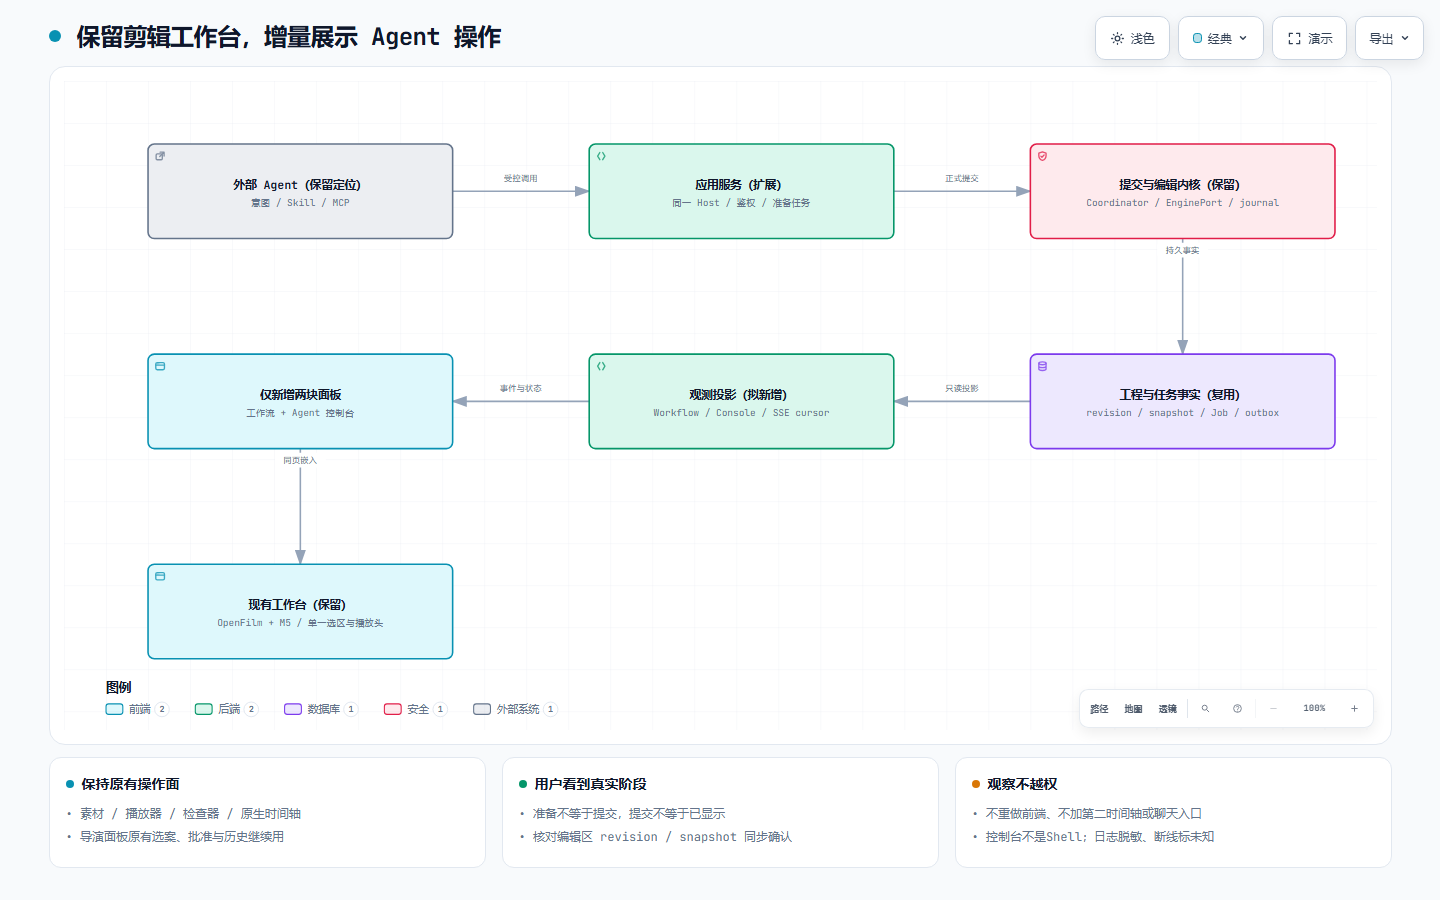 保留剪辑工作台，增量展示 Agent 操作
浅色
经典
演示
导出
外部 Agent（保留定位）
意图 / Skill / MCP
受控调用
应用服务（扩展）
同一 Host / 鉴权 / 准备任务
正式提交
提交与编辑内核（保留）
Coordinator / EnginePort / journal
持久事实
仅新增两块面板
工作流 + Agent 控制台
事件与状态
观测投影（拟新增）
Workflow / Console / SSE cursor
只读投影
工程与任务事实（复用）
revision / snapshot / Job / outbox
同页嵌入
现有工作台（保留）
OpenFilm + M5 / 单一选区与播放头
图例
前端 2
后端 2
数据库 1
安全 1
外部系统 1
路径
地图
透镜
100%
保持原有操作面
• 素材 / 播放器 / 检查器 / 原生时间轴
• 导演面板原有选案、批准与历史继续用
用户看到真实阶段
• 准备不等于提交，提交不等于已显示
• 核对编辑区 revision / snapshot 同步确认
观察不越权
• 不重做前端、不加第二时间轴或聊天入口
• 控制台不是Shell；日志脱敏、断线标未知